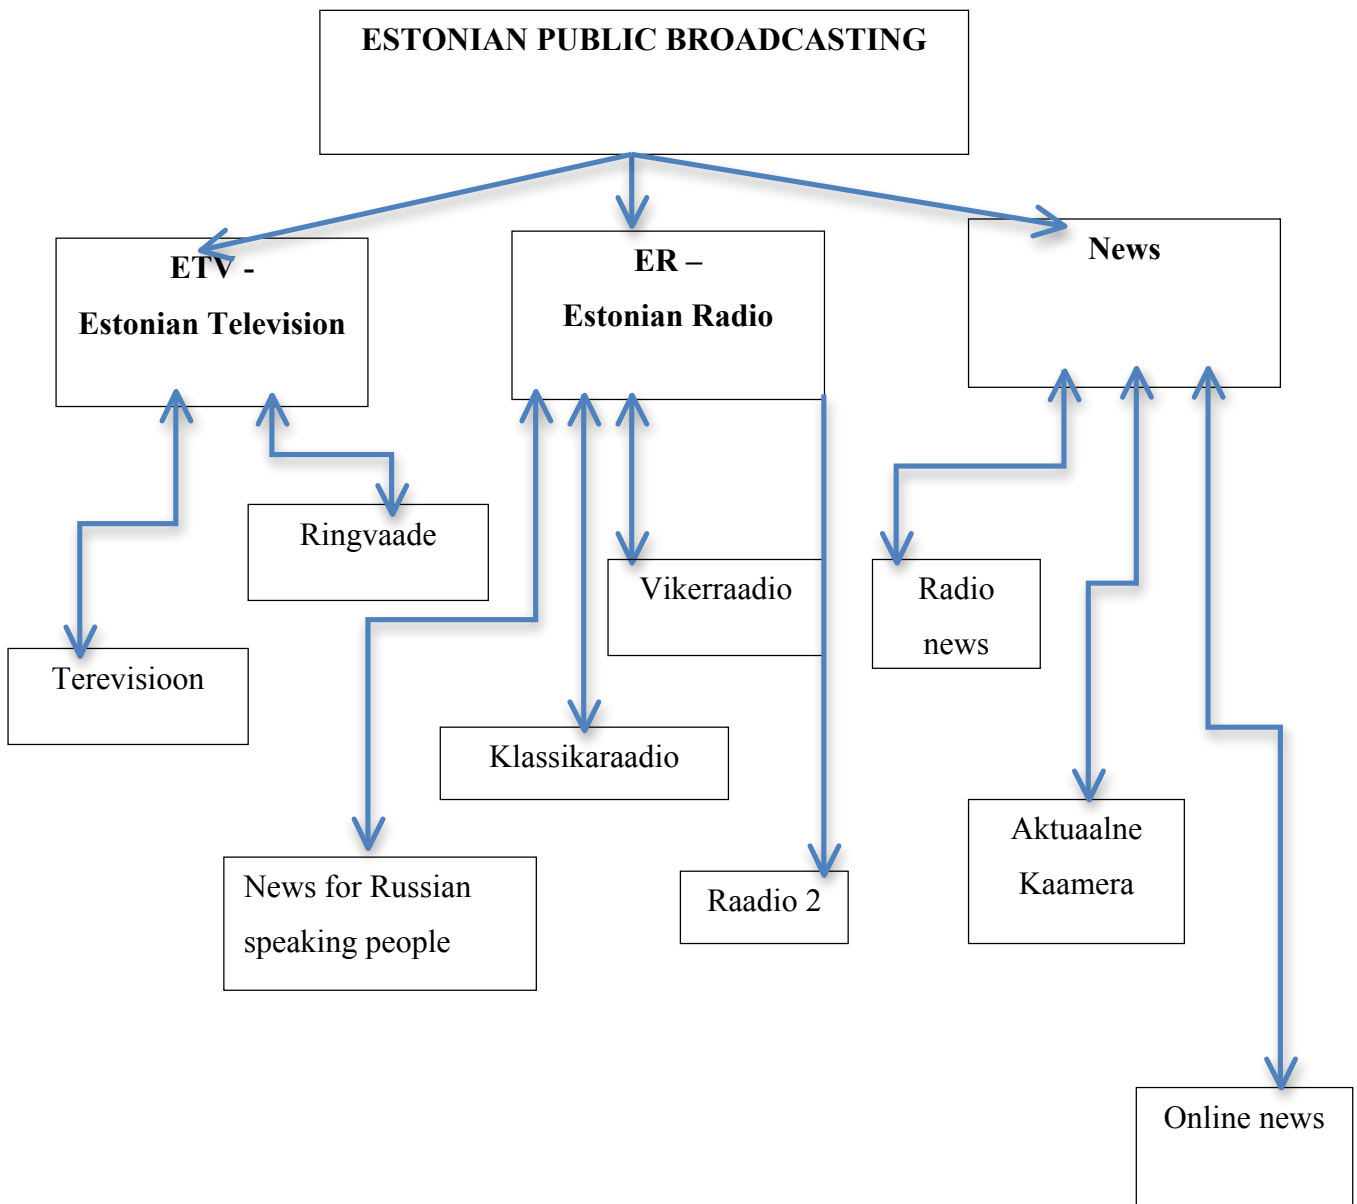 ESTONIAN PUBLIC BROADCASTING
ETV -
Estonian Television
ER –
Estonian Radio
News
Ringvaade
Vikerraadio
Radio
news
Terevisioon
Klassikaraadio
Aktuaalne
Kaamera
News for Russian
speaking people
Raadio 2
Online news